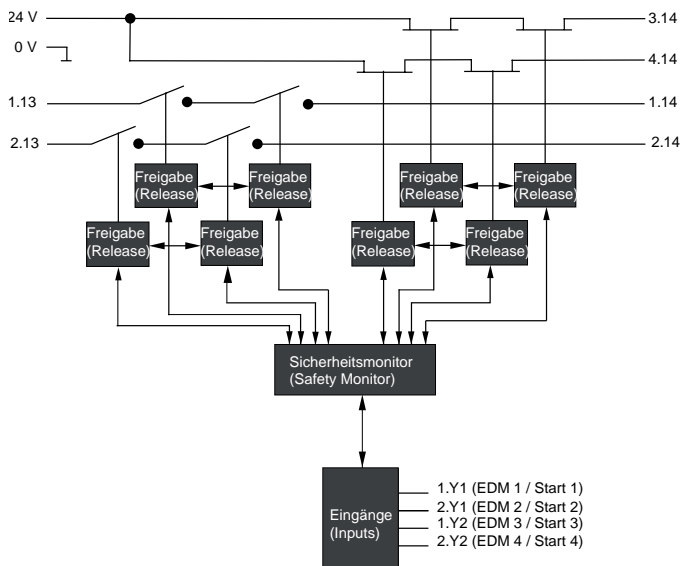 24 V
3.14
0 V
4.14
1.13
1.14
2.13
2.14
Freigabe
(Release)
Freigabe
(Release)
Freigabe
(Release)
Freigabe
(Release)
Freigabe
(Release)
Freigabe
(Release)
Freigabe
(Release)
Freigabe
(Release)
Sicherheitsmonitor
(Safety Monitor)
Eingänge
(Inputs)
1.Y1 (EDM 1 / Start 1)
2.Y1 (EDM 2 / Start 2)
1.Y2 (EDM 3 / Start 3)
2.Y2 (EDM 4 / Start 4)